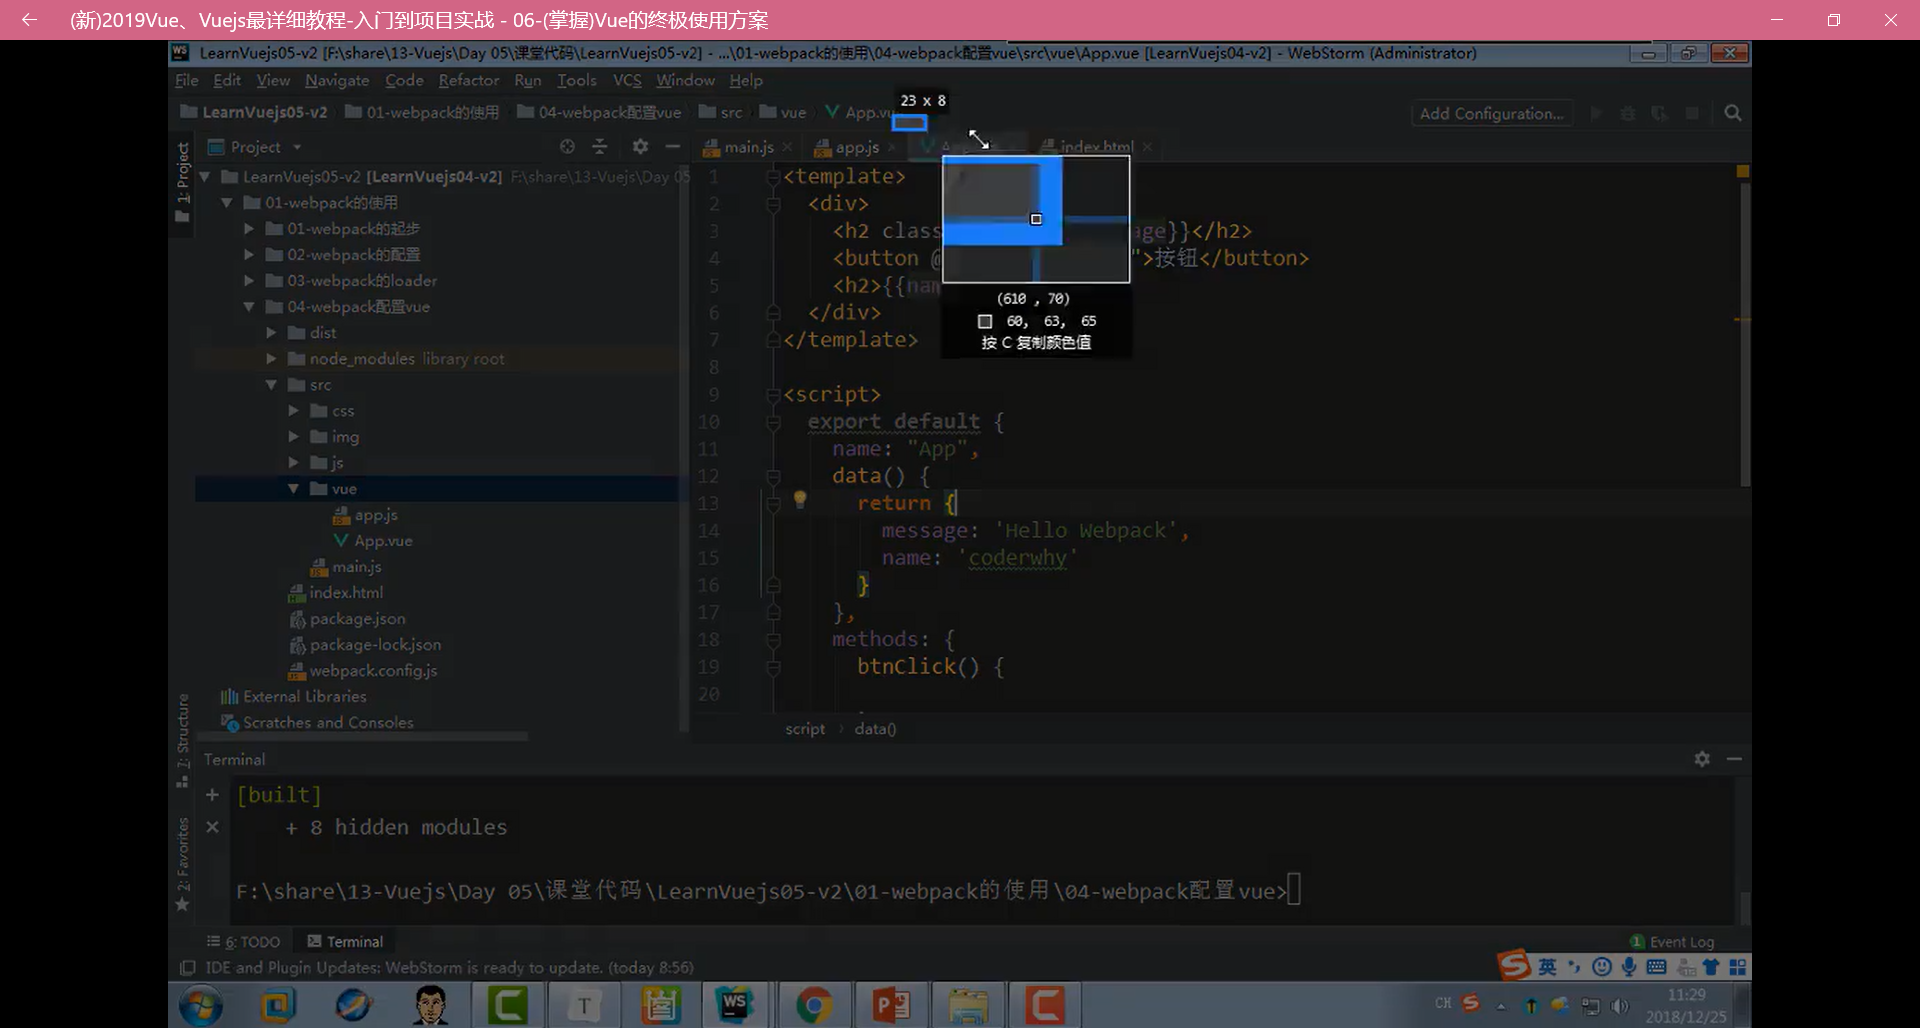 (新)2019Vue、Vuejs最详细教程-入门到项目实战 - 06-(掌握)Vue的终极使用方案
LearnVuejs05-v2 [F:\share\13-Vuejs\Day 05\课堂代码\LearnVuejs05-v2] - ...\01-webpack的使用\04-webpack配置vue\src\vue\App.vue [LearnVuejs04-v2] - WebStorm (Administrator)
File Edit View Navigate Code Refactor Run Tools VCS Window Help
LearnVuejs05-v2 01-webpack的使用 04-webpack配置vue src vue App.vu
Add Configuration...
23 x 8
1: Project
Project
LearnVuejs05-v2 [LearnVuejs04-v2] F:\share\13-Vuejs\Day 05
01-webpack的使用
01-webpack的起步
02-webpack的配置
03-webpack的loader
04-webpack配置vue
dist
node_modules library root
src
css
img
js
vue
app.js
App.vue
main.js
index.html
package.json
package-lock.json
webpack.config.js
External Libraries
Scratches and Consoles
main.js app.js index.html
1 <template>
2 <div>
3 <h2 class age}}</h2>
4 <button @ ">按钮</button>
5 <h2>{{nam
6 </div>
7 </template>
8
9 <script>
10 export default {
11 name: "App",
12 data() {
13 return {
14 message: 'Hello Webpack',
15 name: 'coderwhy'
16 }
17 },
18 methods: {
19 btnClick() {
20
(610 , 70)
60, 63, 65
按 C 复制颜色值
script › data()
7: Structure
2: Favorites
Terminal
[built]
+ 8 hidden modules
F:\share\13-Vuejs\Day 05\课堂代码\LearnVuejs05-v2\01-webpack的使用\04-webpack配置vue>
6: TODO Terminal
1 Event Log
IDE and Plugin Updates: WebStorm is ready to update. (today 8:56)
英
CH
11:29
2018/12/25